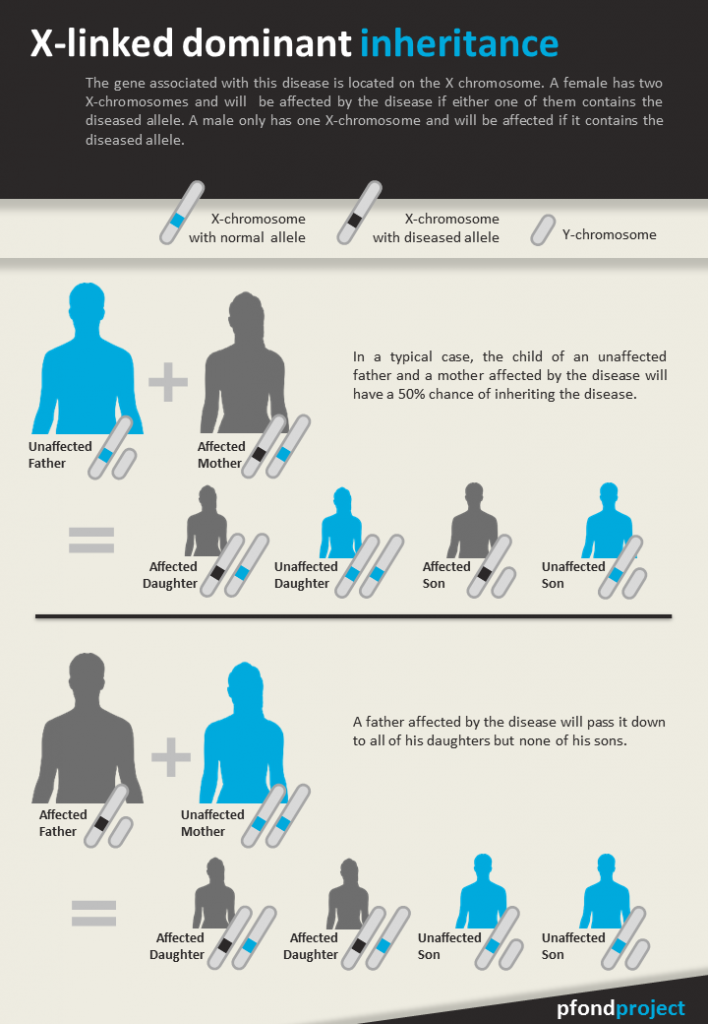 X-linked dominant inheritance
The gene associated with this disease is located on the X chromosome. A female has two
X-chromosomes and will be affected by the disease if either one of them contains the
diseased allele. A male only has one X-chromosome and will be affected if it contains the
diseased allele.
X-chromosome
with normal allele
X-chromosome
with diseased allele
Y-chromosome
In a typical case, the child of an unaffected
father and a mother affected by the disease will
have a 50% chance of inheriting the disease.
Unaffected
Father
+
Affected
Mother
=
Affected
Daughter
Unaffected
Daughter
Affected
Son
Unaffected
Son
A father affected by the disease will pass it down
to all of his daughters but none of his sons.
Affected
Father
+
Unaffected
Mother
=
Affected
Daughter
Affected
Daughter
Unaffected
Son
Unaffected
Son
pfondproject